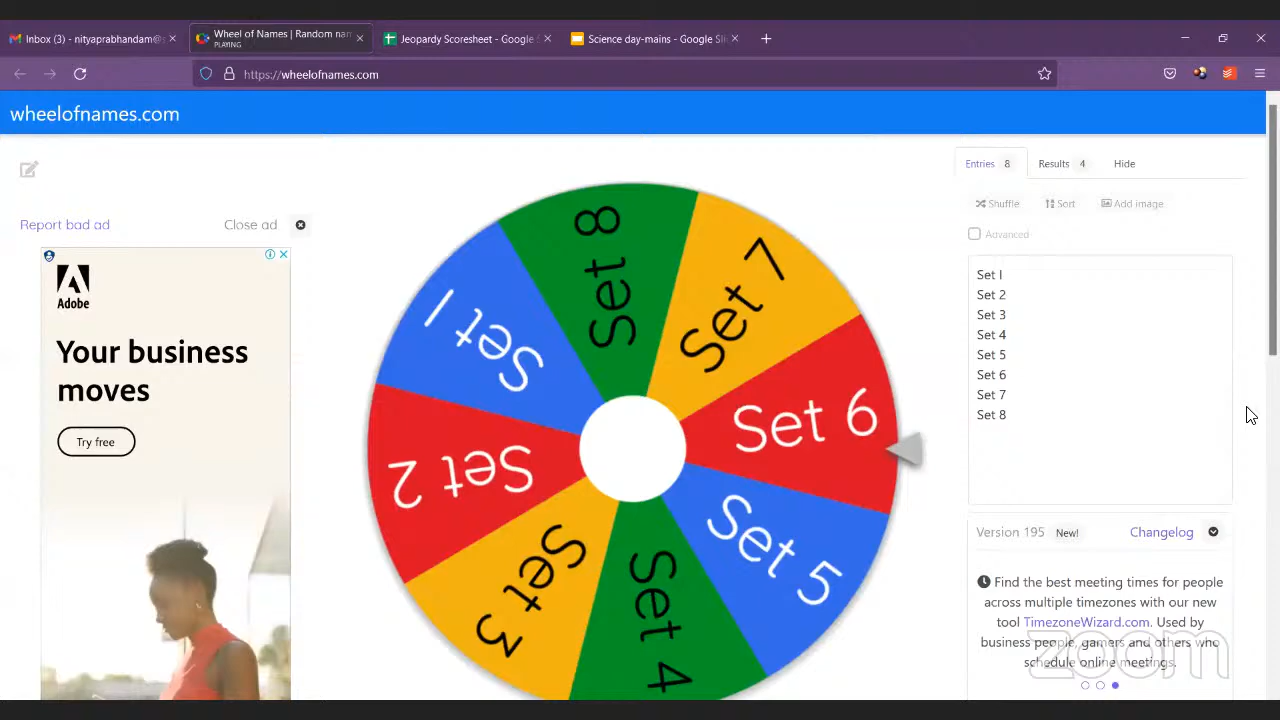 Inbox (3) - nityaprabhandam@
Wheel of Names | Random nam
PLAYING
Jeopardy Scoresheet - Google S
Science day-mains - Google Sli
https://wheelofnames.com
wheelofnames.com
Entries 8
Results 4
Hide
Shuffle
Sort
Add image
Advanced
Report bad ad
Close ad
Adobe
Your business
moves
Try free
Set 8
Set 7
Set 6
Set 5
Set 4
Set 3
Set 2
Set 1
Set 1
Set 2
Set 3
Set 4
Set 5
Set 6
Set 7
Set 8
Version 195 New!
Changelog
Find the best meeting times for people
across multiple timezones with our new
tool TimezoneWizard.com. Used by
business people, gamers and others who
schedule online meetings.
zoom